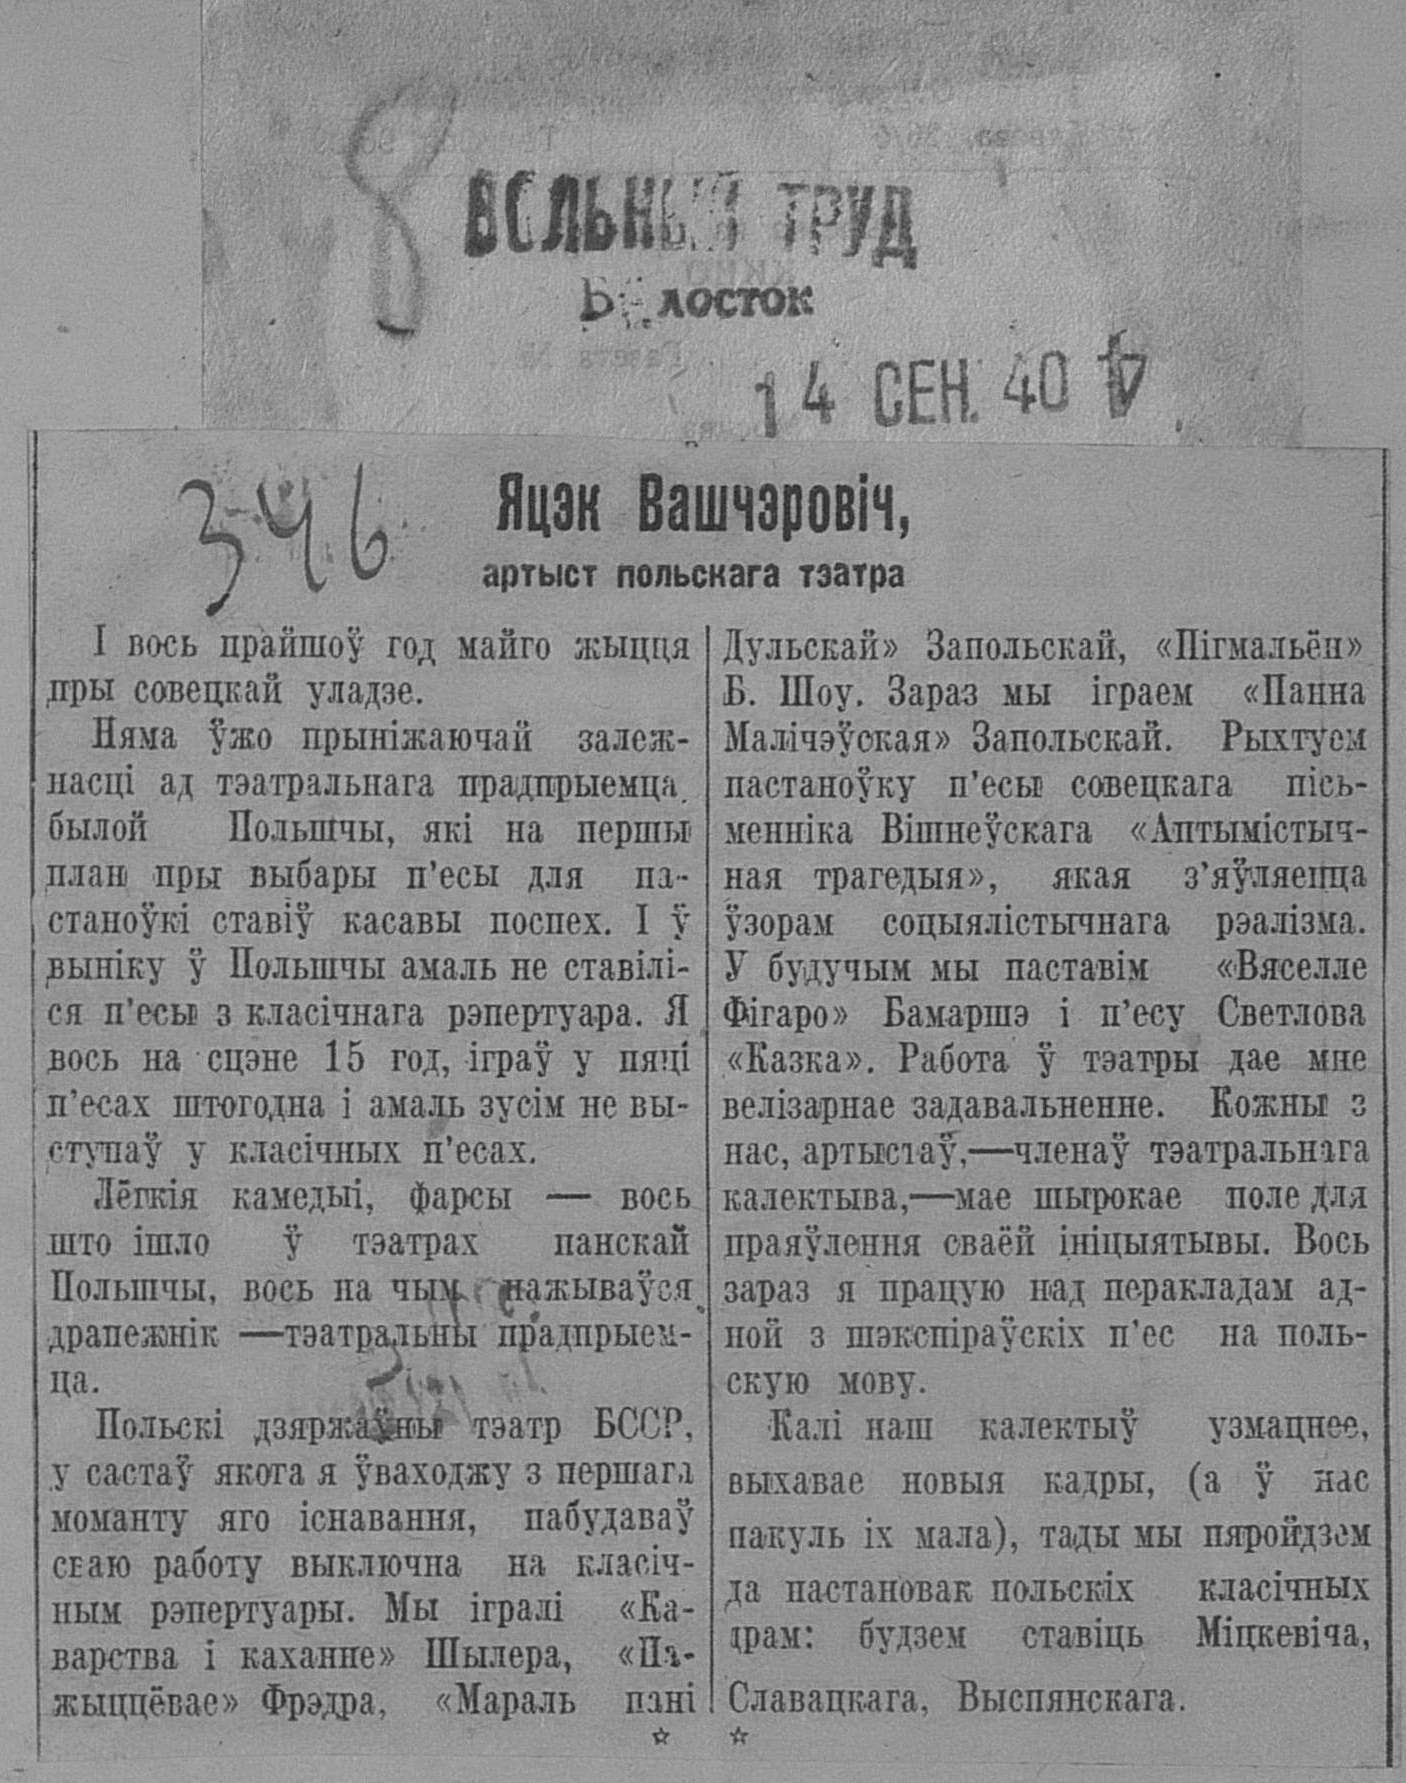 8
ВОЛЬНЫЙ ТРУД
Белосток
14 СЕН. 40
346
Яцэк Вашчэровіч,
артыст польскага тэатра
І вось прайшоў год майго жыцця
пры совецкай уладзе.
Няма ўжо прыніжаючай залеж-
насці ад тэатральнага прадпрыемца
былой Польшчы, які на першы
план пры выбары п'есы для па-
станоўкі ставіў касавы поспех. І ў
выніку ў Польшчы амаль не ставілі-
ся п'есы з класічнага рэпертуара. Я
вось на сцэне 15 год, іграў у пяці
п'есах штогодна і амаль зусім не вы-
ступаў у класічных п'есах.
Лёгкія камедыі, фарсы — вось
што ішло ў тэатрах панскай
Польшчы, вось на чым нажываўся
драпежнік —тэатральны прадпрыем-
ца.
Польскі дзяржаўны тэатр БССР,
у састаў якота я ўваходжу з першага
моманту яго існавання, пабудаваў
сваю работу выключна на класіч-
ным рэпертуары. Мы ігралі «Ка-
варства і каханне» Шылера, «Па-
жыццёвае» Фрэдра, «Мараль пані
Дульскай» Запольскай, «Пігмальён»
Б. Шоу. Зараз мы іграем «Панна
Малічэўская» Запольскай. Рыхтуем
пастаноўку п'есы совецкага пісь-
менніка Вішнеўскага «Аптымістыч-
ная трагедыя», якая з'яўляецца
ўзорам соцыялістычнага рэалізма.
У будучым мы паставім «Вяселле
Фігаро» Бамаршэ і п'есу Светлова
«Казка». Работа ў тэатры дае мне
велізарнае задавальненне. Кожны з
нас, артыстаў,—членаў тэатральнага
калектыва,—мае шырокае поле для
праяўлення сваёй ініцыятывы. Вось
зараз я працую над перакладам ад-
ной з шэкспіраўскіх п'ес на поль-
скую мову.
Калі наш калектыў узмацнее,
выхавае новыя кадры, (а ў нас
пакуль іх мала), тады мы пяройдзем
да пастановак польскіх класічных
драм: будзем ставіць Міцкевіча,
Славацкага, Выспянскага.